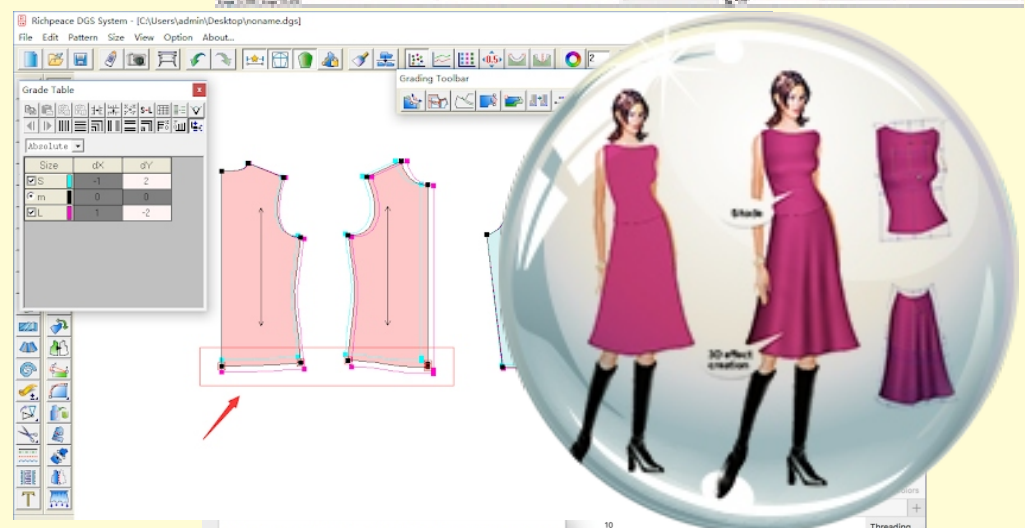 Richpeace DGS System - [C:\Users\admin\Desktop\noname.dgs]
File Edit Pattern Size View Option About...
2
Grading Toolbar
Grade Table
S-L
Absolute
Size dX dY
S -1 2
m 0 0
L 1 -2
Shade
3D effect
creation
T
10
Threading